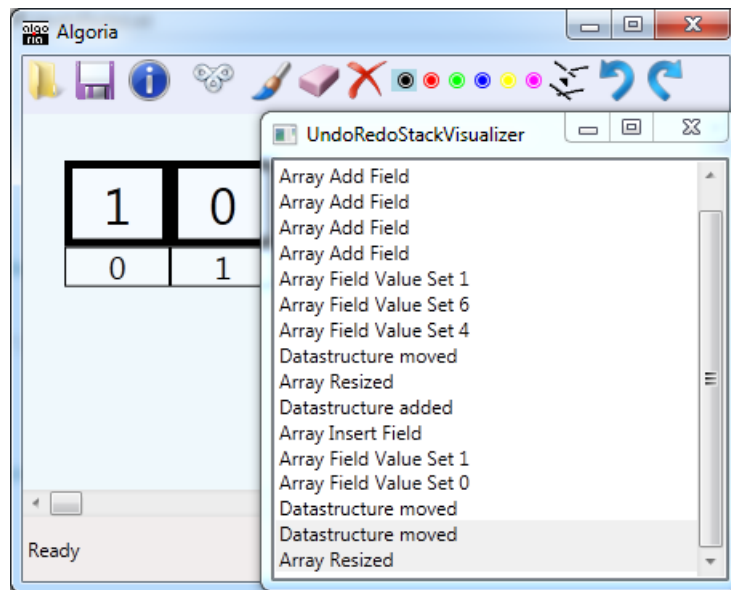 algo
ria
Algoria
UndoRedoStackVisualizer
1 0
0 1
Array Add Field
Array Add Field
Array Add Field
Array Add Field
Array Field Value Set 1
Array Field Value Set 6
Array Field Value Set 4
Datastructure moved
Array Resized
Datastructure added
Array Insert Field
Array Field Value Set 1
Array Field Value Set 0
Datastructure moved
Datastructure moved
Array Resized
Ready